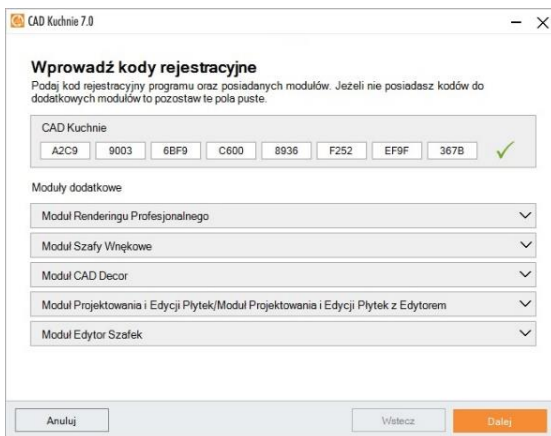 CAD Kuchnie 7.0
Wprowadź kody rejestracyjne
Podaj kod rejestracyjny programu oraz posiadanych modułów. Jeżeli nie posiadasz kodów do
dodatkowych modułów to pozostaw te pola puste.
CAD Kuchnie
A2C9 9003 6BF9 C600 8936 F252 EF9F 367B
Moduły dodatkowe
Moduł Renderingu Profesjonalnego
Moduł Szafy Wnękowe
Moduł CAD Decor
Moduł Projektowania i Edycji Płytek/Moduł Projektowania i Edycji Płytek z Edytorem
Moduł Edytor Szafek
Anuluj Wstecz Dalej